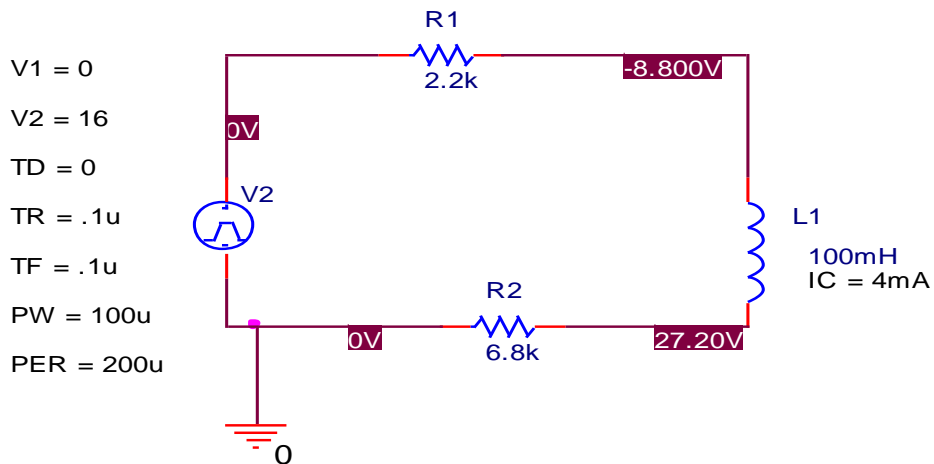 R1
2.2k
-8.800V
V1 = 0
V2 = 16
0V
TD = 0
TR = .1u
V2
L1
100mH
IC = 4mA
TF = .1u
R2
PW = 100u
0V
6.8k
27.20V
PER = 200u
0